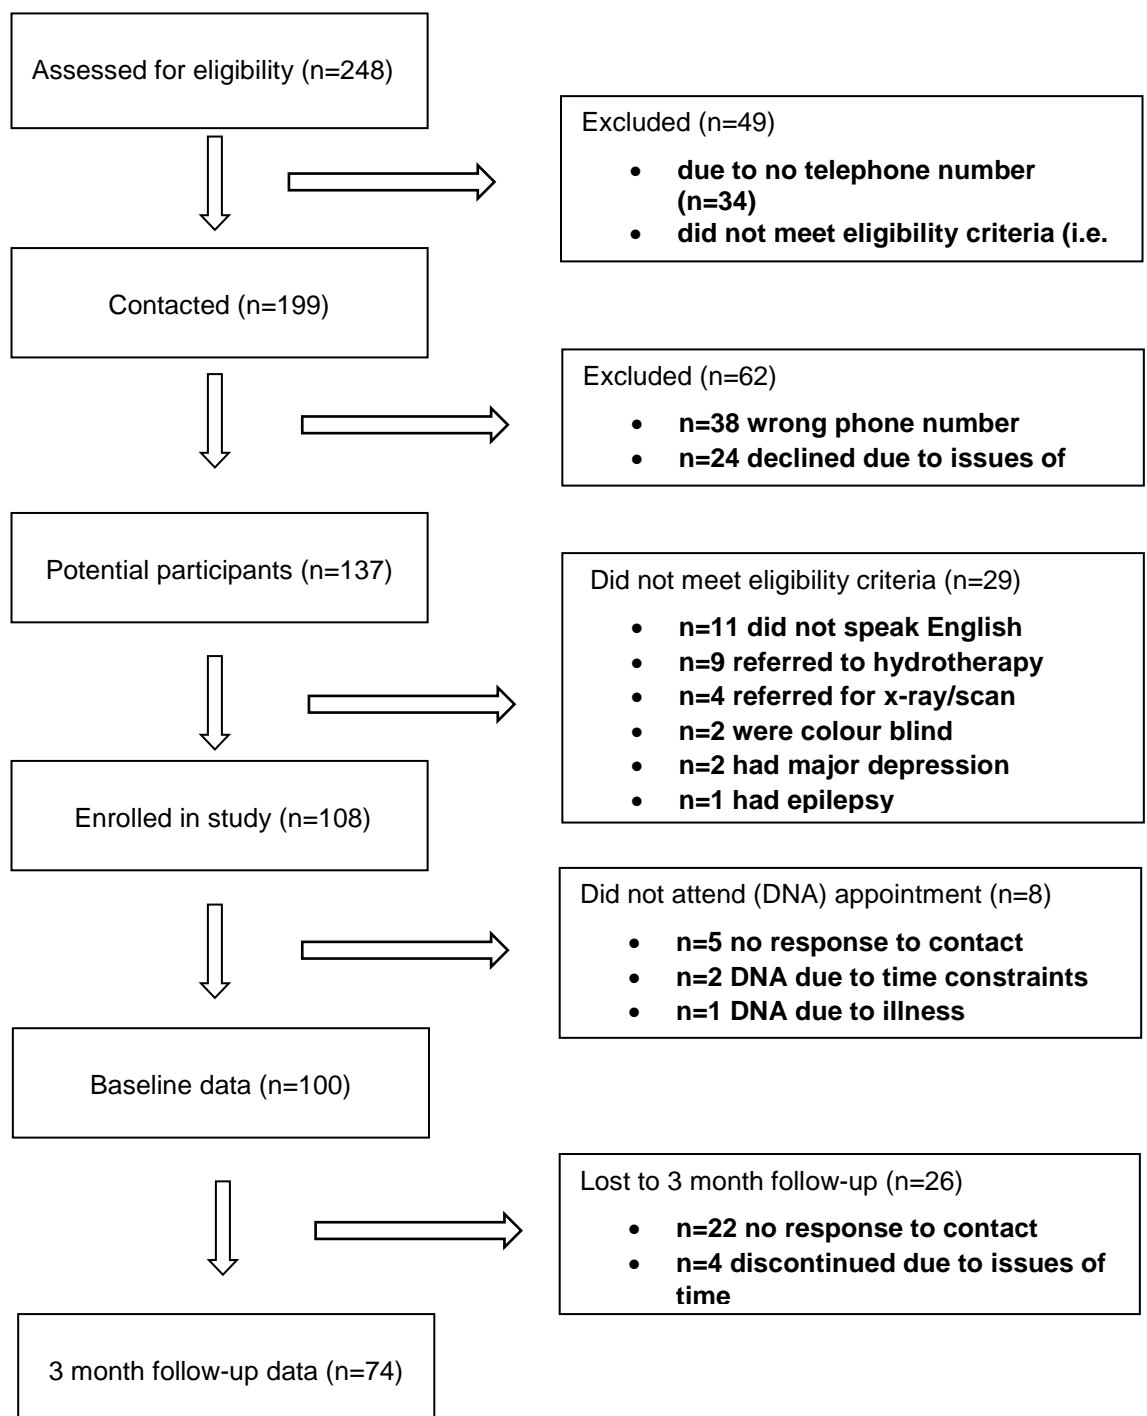 Assessed for eligibility (n=248)
Excluded (n=49)
• due to no telephone number
(n=34)
• did not meet eligibility criteria (i.e.
Contacted (n=199)
Excluded (n=62)
• n=38 wrong phone number
• n=24 declined due to issues of
Potential participants (n=137)
Did not meet eligibility criteria (n=29)
• n=11 did not speak English
• n=9 referred to hydrotherapy
• n=4 referred for x-ray/scan
• n=2 were colour blind
• n=2 had major depression
• n=1 had epilepsy
Enrolled in study (n=108)
Did not attend (DNA) appointment (n=8)
• n=5 no response to contact
• n=2 DNA due to time constraints
• n=1 DNA due to illness
Baseline data (n=100)
Lost to 3 month follow-up (n=26)
• n=22 no response to contact
• n=4 discontinued due to issues of
time
3 month follow-up data (n=74)